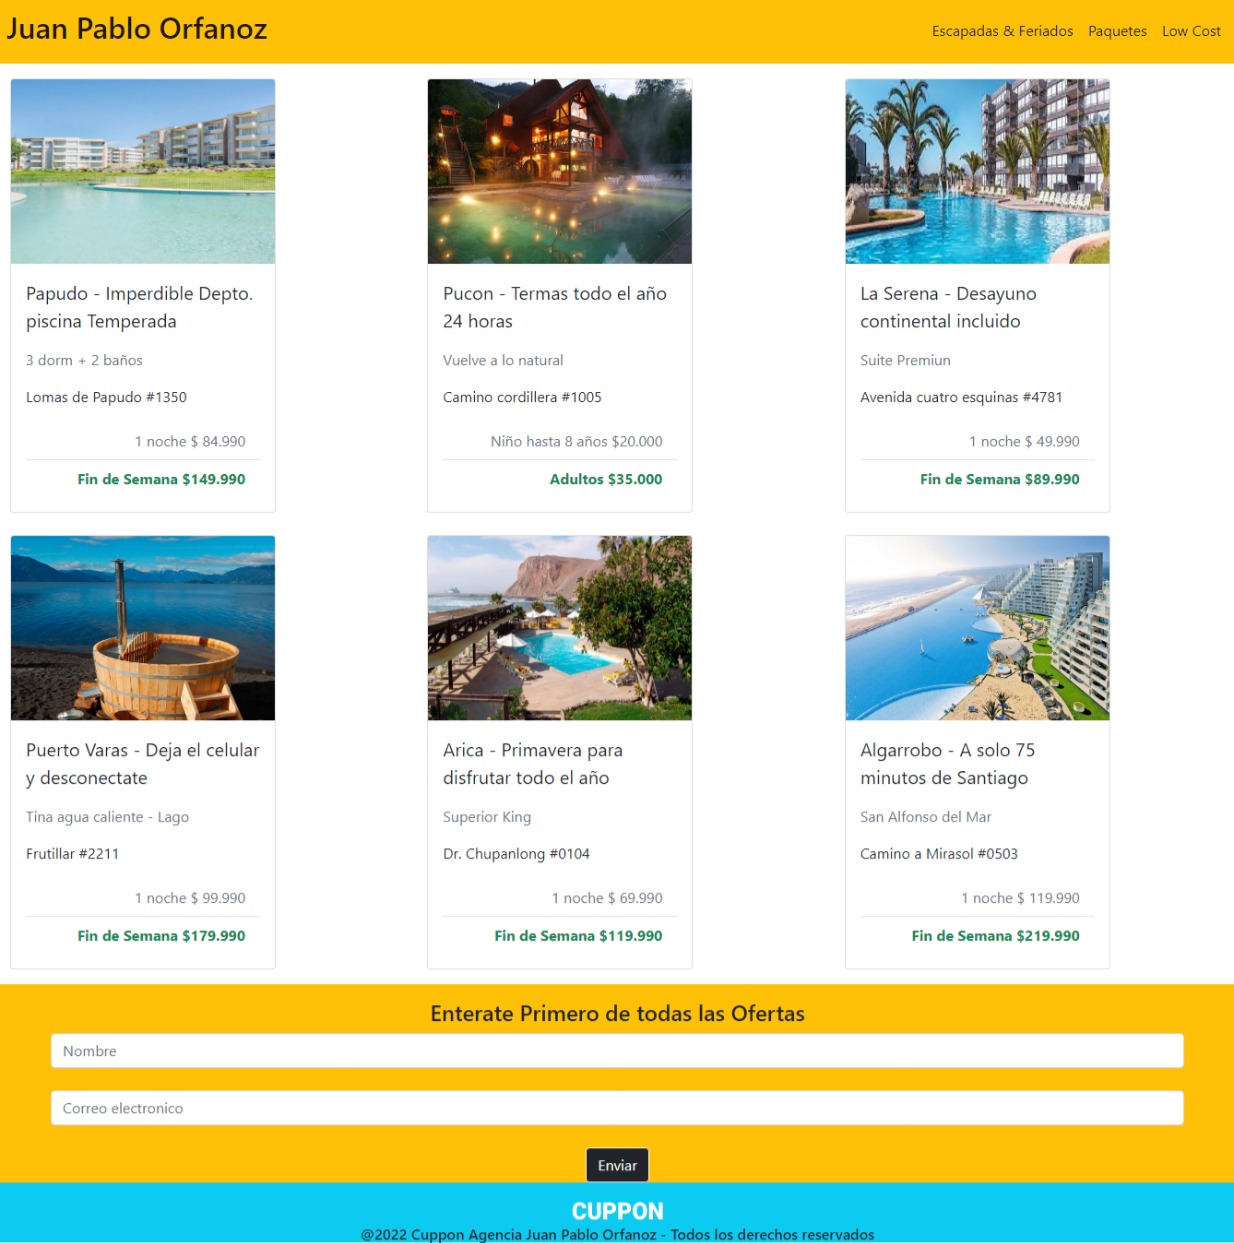 Juan Pablo Orfanoz
Escapadas & Feriados Paquetes Low Cost
Papudo - Imperdible Depto.
piscina Temperada
3 dorm + 2 baños
Lomas de Papudo #1350
1 noche $ 84.990
Fin de Semana $149.990
Pucon - Termas todo el año
24 horas
Vuelve a lo natural
Camino cordillera #1005
Niño hasta 8 años $20.000
Adultos $35.000
La Serena - Desayuno
continental incluido
Suite Premiun
Avenida cuatro esquinas #4781
1 noche $ 49.990
Fin de Semana $89.990
Puerto Varas - Deja el celular
y desconectate
Tina agua caliente - Lago
Frutillar #2211
1 noche $ 99.990
Fin de Semana $179.990
Arica - Primavera para
disfrutar todo el año
Superior King
Dr. Chupanlong #0104
1 noche $ 69.990
Fin de Semana $119.990
Algarrobo - A solo 75
minutos de Santiago
San Alfonso del Mar
Camino a Mirasol #0503
1 noche $ 119.990
Fin de Semana $219.990
Enterate Primero de todas las Ofertas
Nombre
Correo electronico
Enviar
CUPPON
@2022 Cuppon Agencia Juan Pablo Orfanoz - Todos los derechos reservados